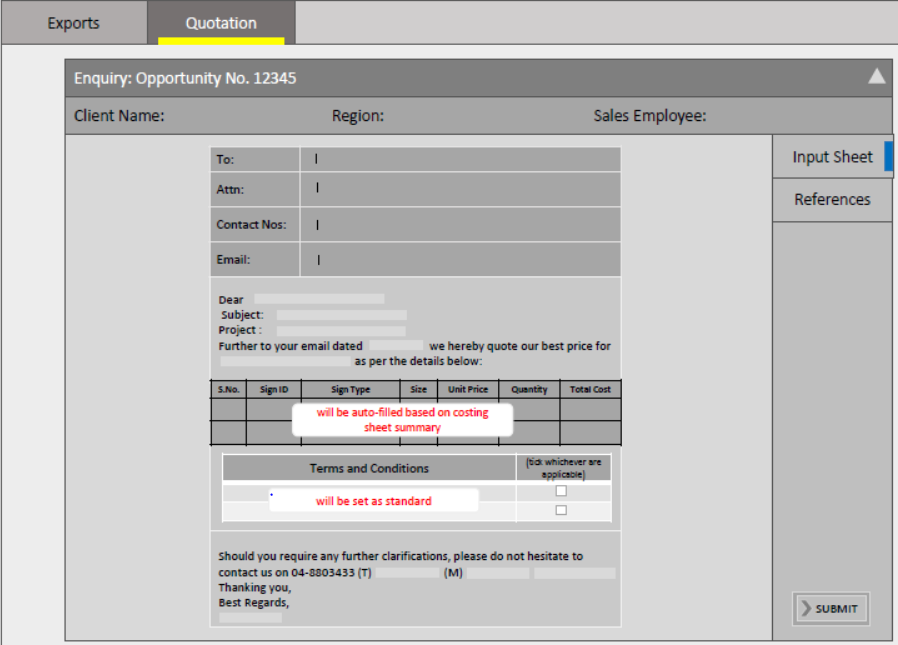 Exports Quotation
Enquiry: Opportunity No. 12345
Client Name: Region: Sales Employee:
Input Sheet
References
To:
Attn:
Contact Nos:
Email:
Dear
Subject:
Project :
Further to your email dated we hereby quote our best price for
as per the details below:
S.No. Sign ID Sign Type Size Unit Price Quantity Total Cost
will be auto-filled based on costing
sheet summary
Terms and Conditions (tick whichever are
applicable)
will be set as standard
Should you require any further clarifications, please do not hesitate to
contact us on 04-8803433 (T) (M)
Thanking you,
Best Regards,
SUBMIT